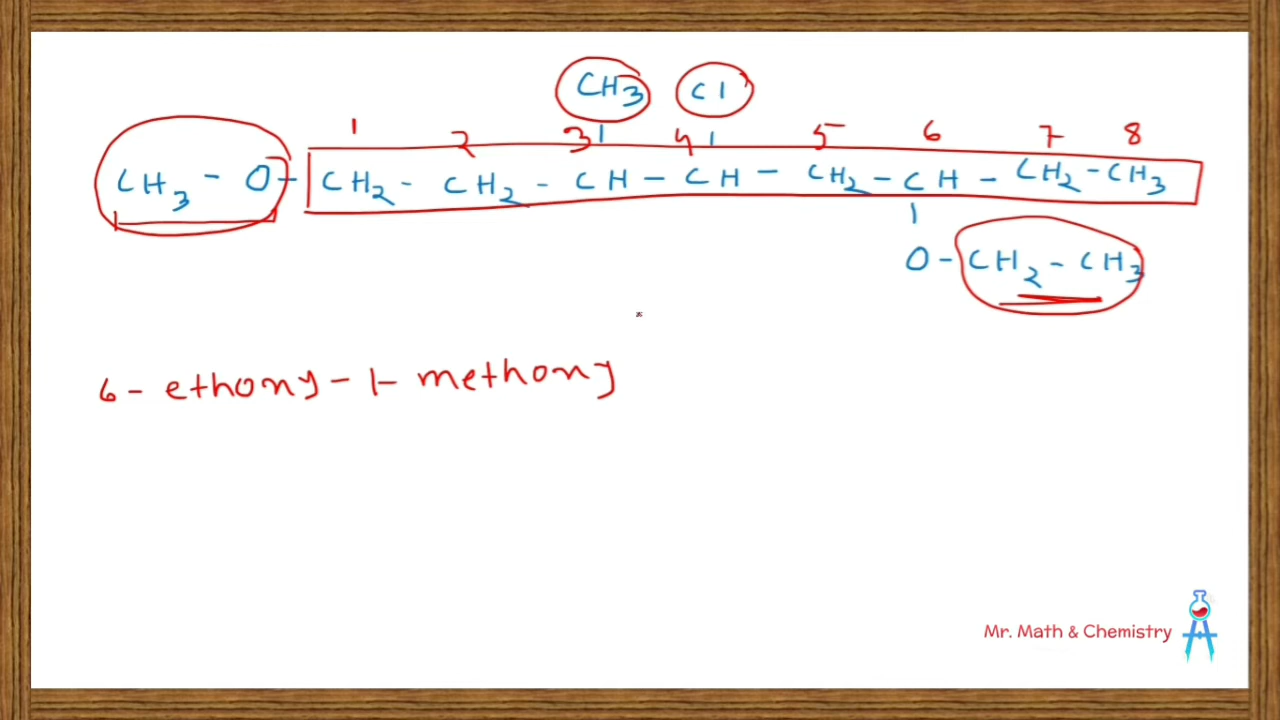 CH3 Cl
1 2 3 4 5 6 7 8
CH3 - O - CH2 - CH2 - CH - CH - CH2 - CH - CH2 - CH3
O - CH2 - CH3
6 - ethoxy - 1 - methoxy
Mr. Math & Chemistry